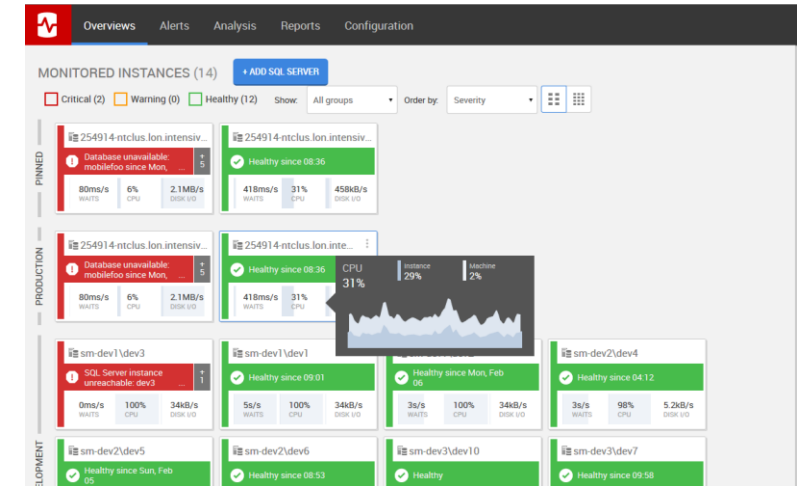 Overviews Alerts Analysis Reports Configuration
MONITORED INSTANCES (14) + ADD SQL SERVER
Critical (2) Warning (0) Healthy (12) Show: All groups Order by: Severity
PINNED
254914-ntclus.lon.intensiv...
Database unavailable:
mobilefoo since Mon, ...
+
5
80ms/s 6% 2.1MB/s
WAITS CPU DISK I/O
254914-ntclus.lon.intensiv...
Healthy since 08:36
418ms/s 31% 458kB/s
WAITS CPU DISK I/O
PRODUCTION
254914-ntclus.lon.intensiv...
Database unavailable:
mobilefoo since Mon, ...
+
5
80ms/s 6% 2.1MB/s
WAITS CPU DISK I/O
254914-ntclus.lon.inte...
Healthy since 08:36
418ms/s 31%
WAITS CPU
CPU
31%
Instance
29%
Machine
2%
sm-dev1\dev3
SQL Server instance
unreachable: dev3 ...
+
1
0ms/s 100% 34kB/s
WAITS CPU DISK I/O
sm-dev1\dev1
Healthy since 09:01
5s/s 100% 34kB/s
WAITS CPU DISK I/O
Healthy since Mon, Feb
06
3s/s 100% 34kB/s
WAITS CPU DISK I/O
sm-dev2\dev4
Healthy since 04:12
3s/s 98% 5.2kB/s
WAITS CPU DISK I/O
ELOPMENT
sm-dev2\dev5
Healthy since Sun, Feb
05
sm-dev2\dev6
Healthy since 08:53
sm-dev3\dev10
Healthy
sm-dev3\dev7
Healthy since 09:58